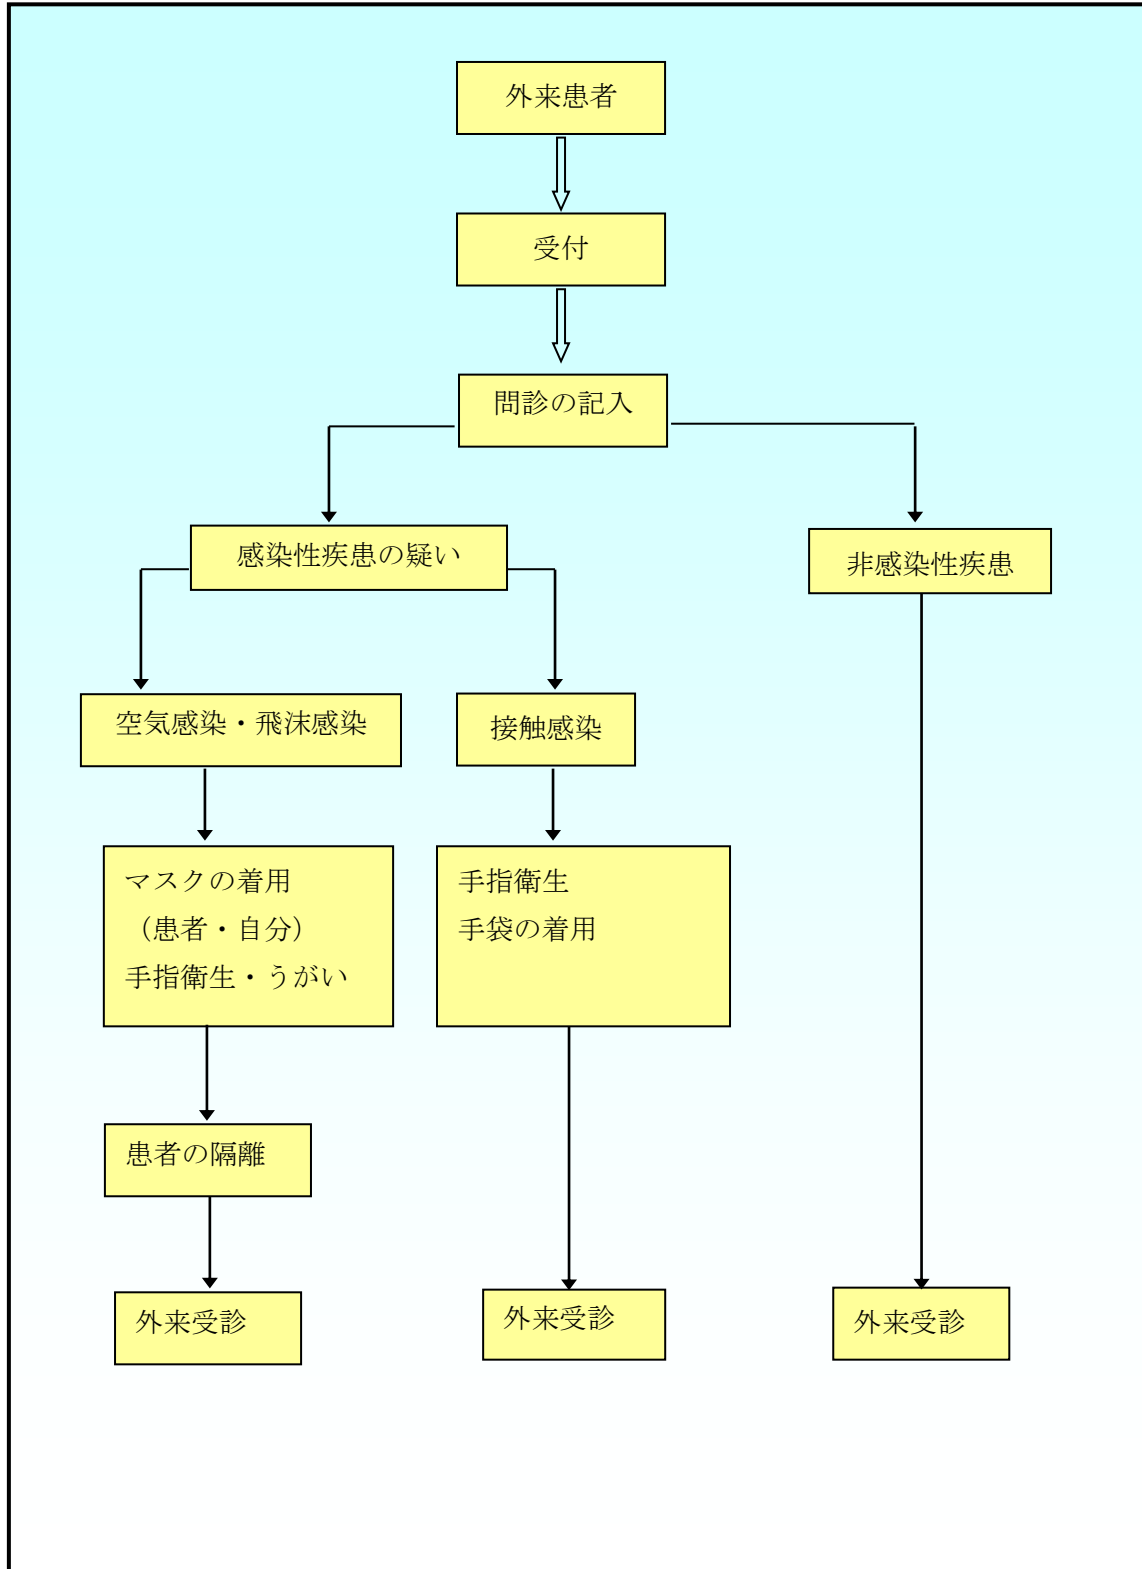 外来患者
受付
問診の記入
感染性疾患の疑い
非感染性疾患
空気感染・飛沫感染
接触感染
マスクの着用
（患者・自分）
手指衛生・うがい
手指衛生
手袋の着用
患者の隔離
外来受診
外来受診
外来受診